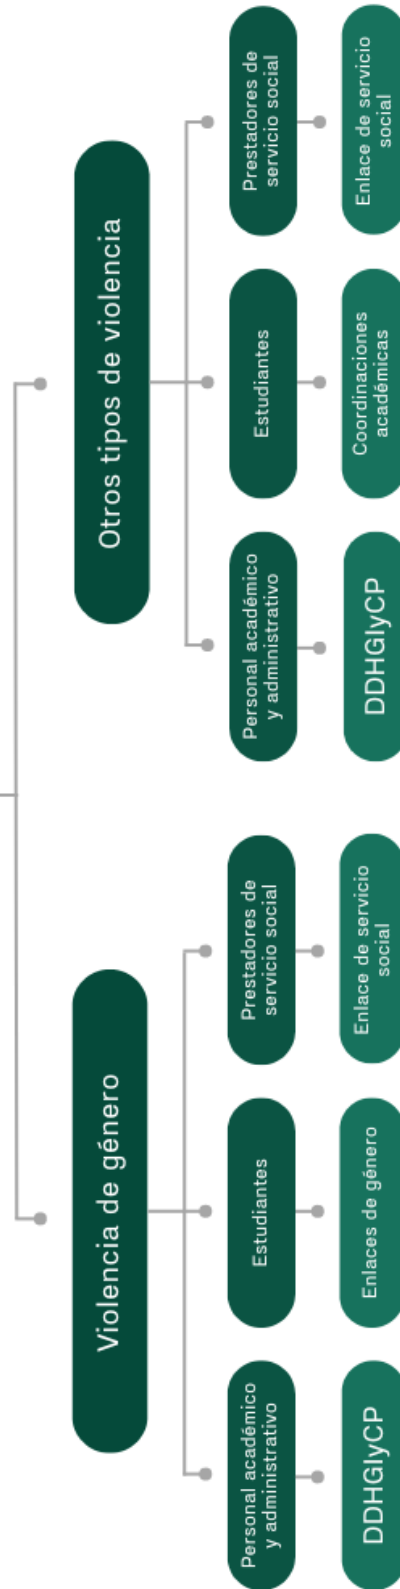 Violencia de género
Otros tipos de violencia
Personal académico
y administrativo
Estudiantes
Prestadores de
servicio social
Personal académico
y administrativo
Estudiantes
Prestadores de
servicio social
DDHGIyCP
Enlaces de género
Enlace de servicio
social
DDHGIyCP
Coordinaciones
académicas
Enlace de servicio
social